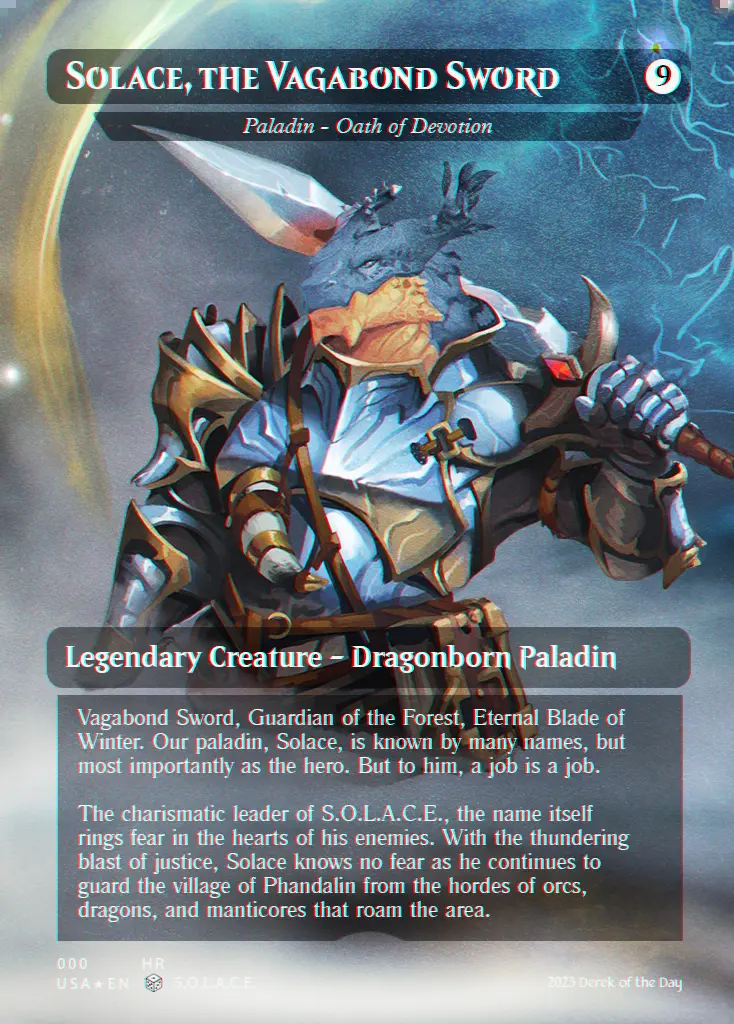 Solace, the Vagabond Sword
9
Paladin - Oath of Devotion
Legendary Creature – Dragonborn Paladin
Vagabond Sword, Guardian of the Forest, Eternal Blade of
Winter. Our paladin, Solace, is known by many names, but
most importantly as the hero. But to him, a job is a job.
The charismatic leader of S.O.L.A.C.E., the name itself
rings fear in the hearts of his enemies. With the thundering
blast of justice, Solace knows no fear as he continues to
guard the village of Phandalin from the hordes of orcs,
dragons, and manticores that roam the area.
000 HR
USA★EN S.O.L.A.C.E. 2023 Derek of the Day